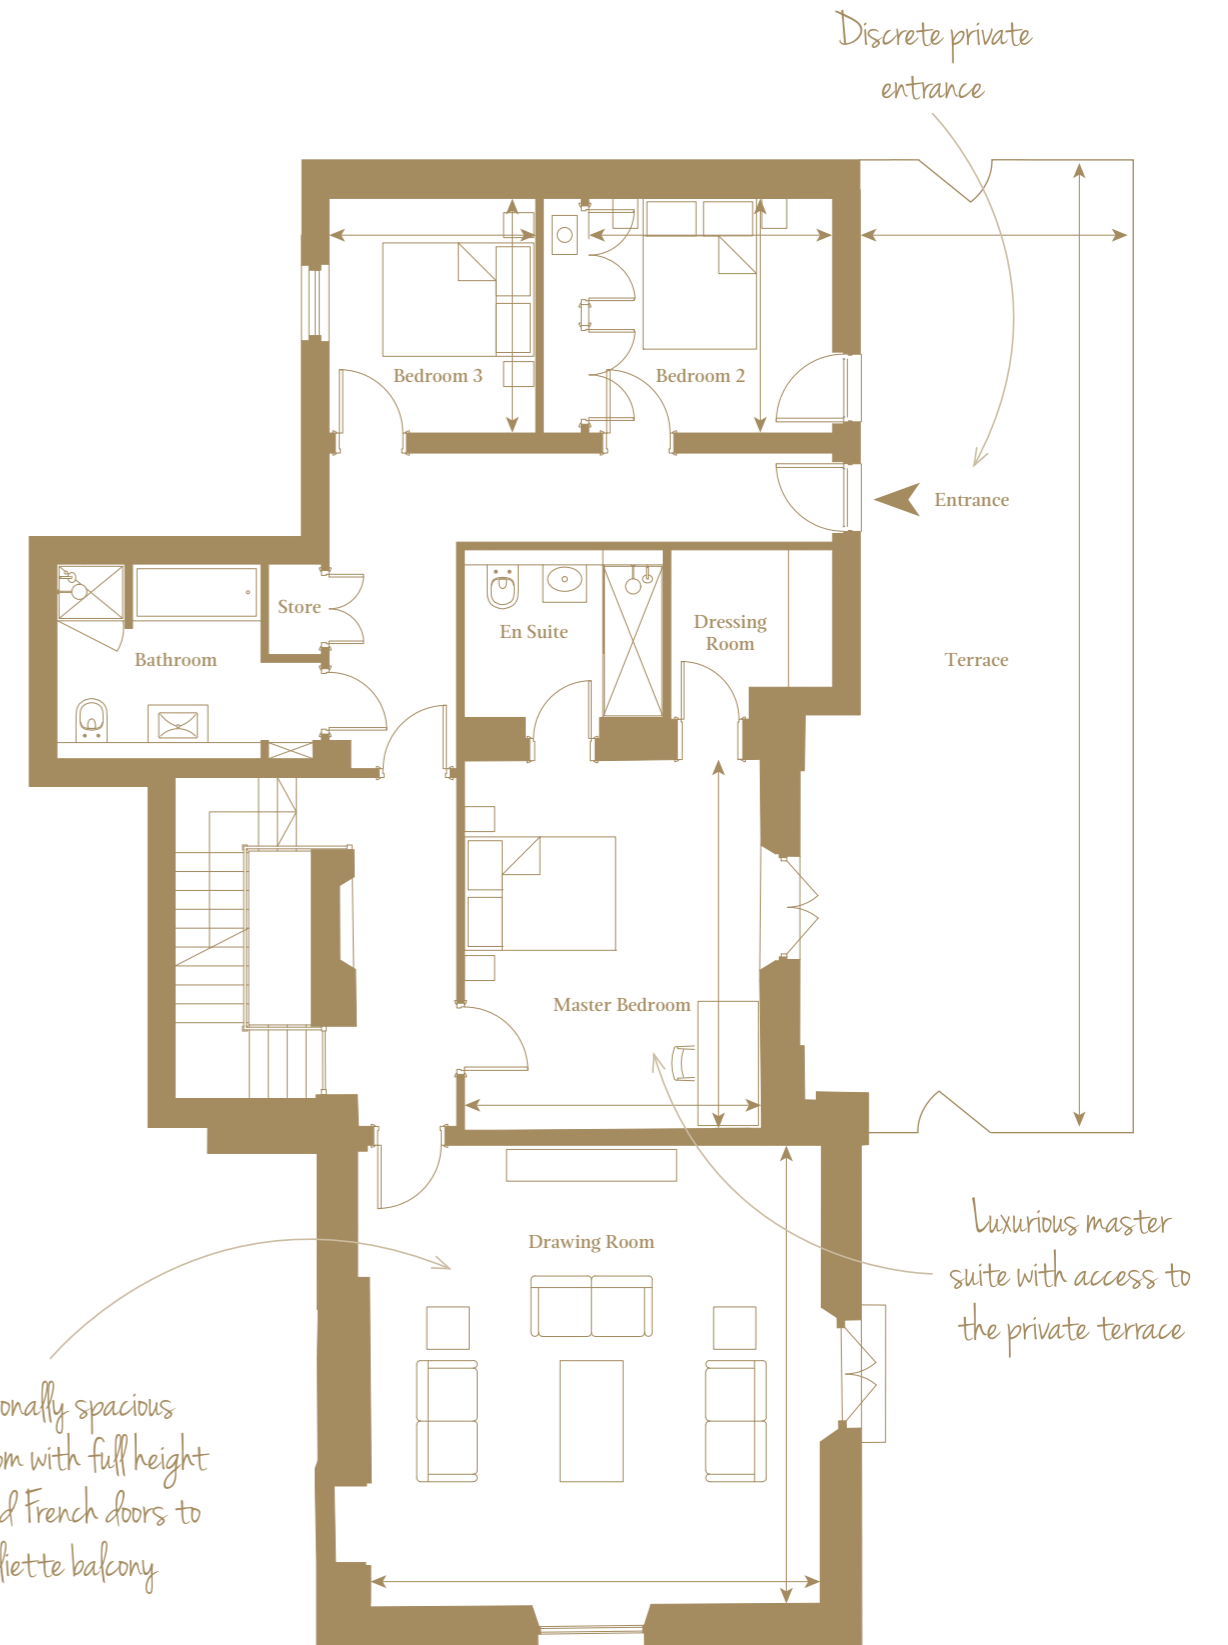 Discrete private
entrance
Bedroom 3
Bedroom 2
Entrance
Store
En Suite
Dressing
Room
Bathroom
Terrace
Master Bedroom
Luxurious master
suite with access to
the private terrace
Drawing Room
onally spacious
om with full height
d French doors to
liette balcony